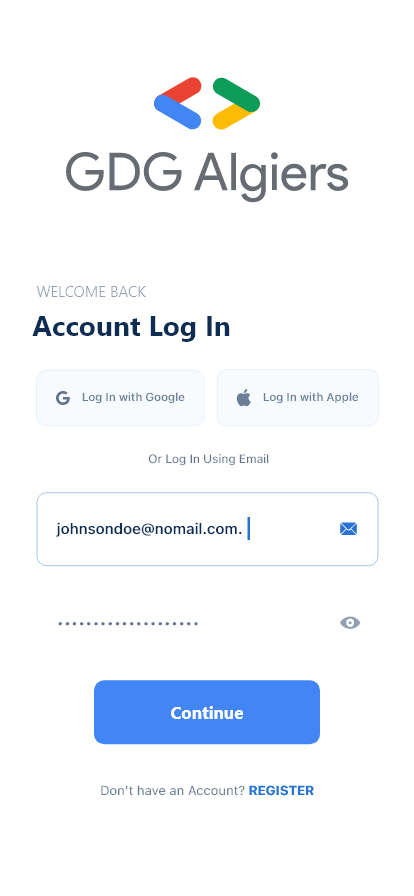 GDG Algiers
WELCOME BACK
Account Log In
G Log In with Google
Log In with Apple
Or Log In Using Email
johnsondoe@nomail.com.
Continue
Don't have an Account? REGISTER